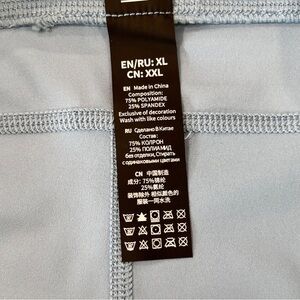 EN/RU: XL
CN: XXL
EN Made in China
Composition:
75% POLYAMIDE
25% SPANDEX
Exclusive of decoration
Wash with like colours
RU Сделано В Китае
Состав :
75% КОПРОН
25% ПОЛИАМИД
без отделки, Стирать
с одинаковыми цветами
CN 中国制造
成分: 75%锦纶
25%氨纶
装饰除外 相似颜色的
服装一同水洗